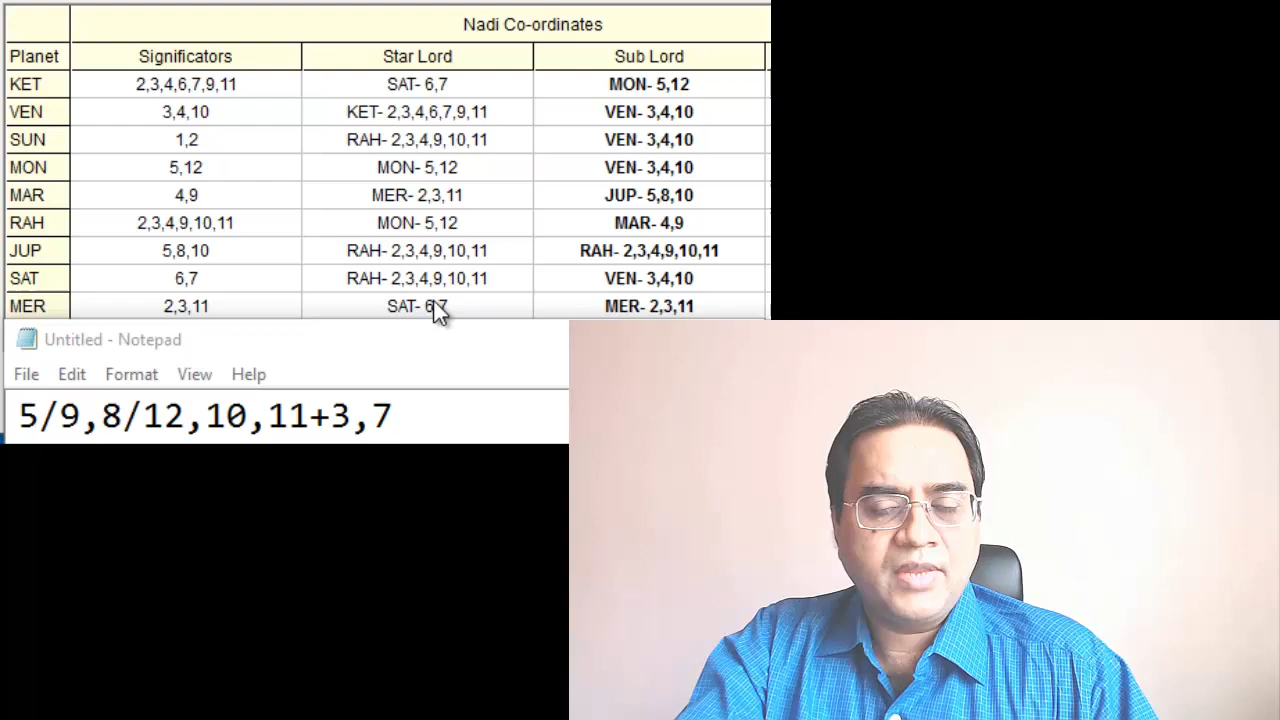 Nadi Co-ordinates
Planet Significators Star Lord Sub Lord
KET 2,3,4,6,7,9,11 SAT- 6,7 MON- 5,12
VEN 3,4,10 KET- 2,3,4,6,7,9,11 VEN- 3,4,10
SUN 1,2 RAH- 2,3,4,9,10,11 VEN- 3,4,10
MON 5,12 MON- 5,12 VEN- 3,4,10
MAR 4,9 MER- 2,3,11 JUP- 5,8,10
RAH 2,3,4,9,10,11 MON- 5,12 MAR- 4,9
JUP 5,8,10 RAH- 2,3,4,9,10,11 RAH- 2,3,4,9,10,11
SAT 6,7 RAH- 2,3,4,9,10,11 VEN- 3,4,10
MER 2,3,11 SAT- 6,7 MER- 2,3,11
Untitled - Notepad
File Edit Format View Help
5/9,8/12,10,11+3,7